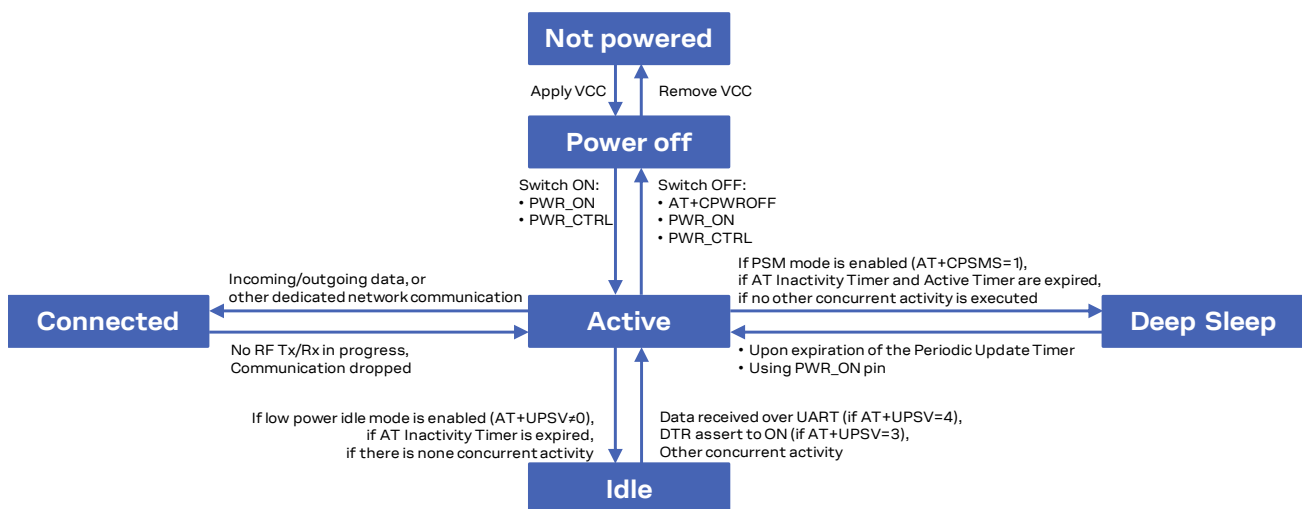 Not powered
Apply VCC
Remove VCC
Power off
Switch ON:
• PWR_ON
• PWR_CTRL
Switch OFF:
• AT+CPWROFF
• PWR_ON
• PWR_CTRL
Incoming/outgoing data, or
other dedicated network communication
If PSM mode is enabled (AT+CPSMS=1),
if AT Inactivity Timer and Active Timer are expired,
if no other concurrent activity is executed
Connected
Active
Deep Sleep
No RF Tx/Rx in progress,
Communication dropped
• Upon expiration of the Periodic Update Timer
• Using PWR_ON pin
If low power idle mode is enabled (AT+UPSV≠0),
if AT Inactivity Timer is expired,
if there is none concurrent activity
Data received over UART (if AT+UPSV=4),
DTR assert to ON (if AT+UPSV=3),
Other concurrent activity
Idle